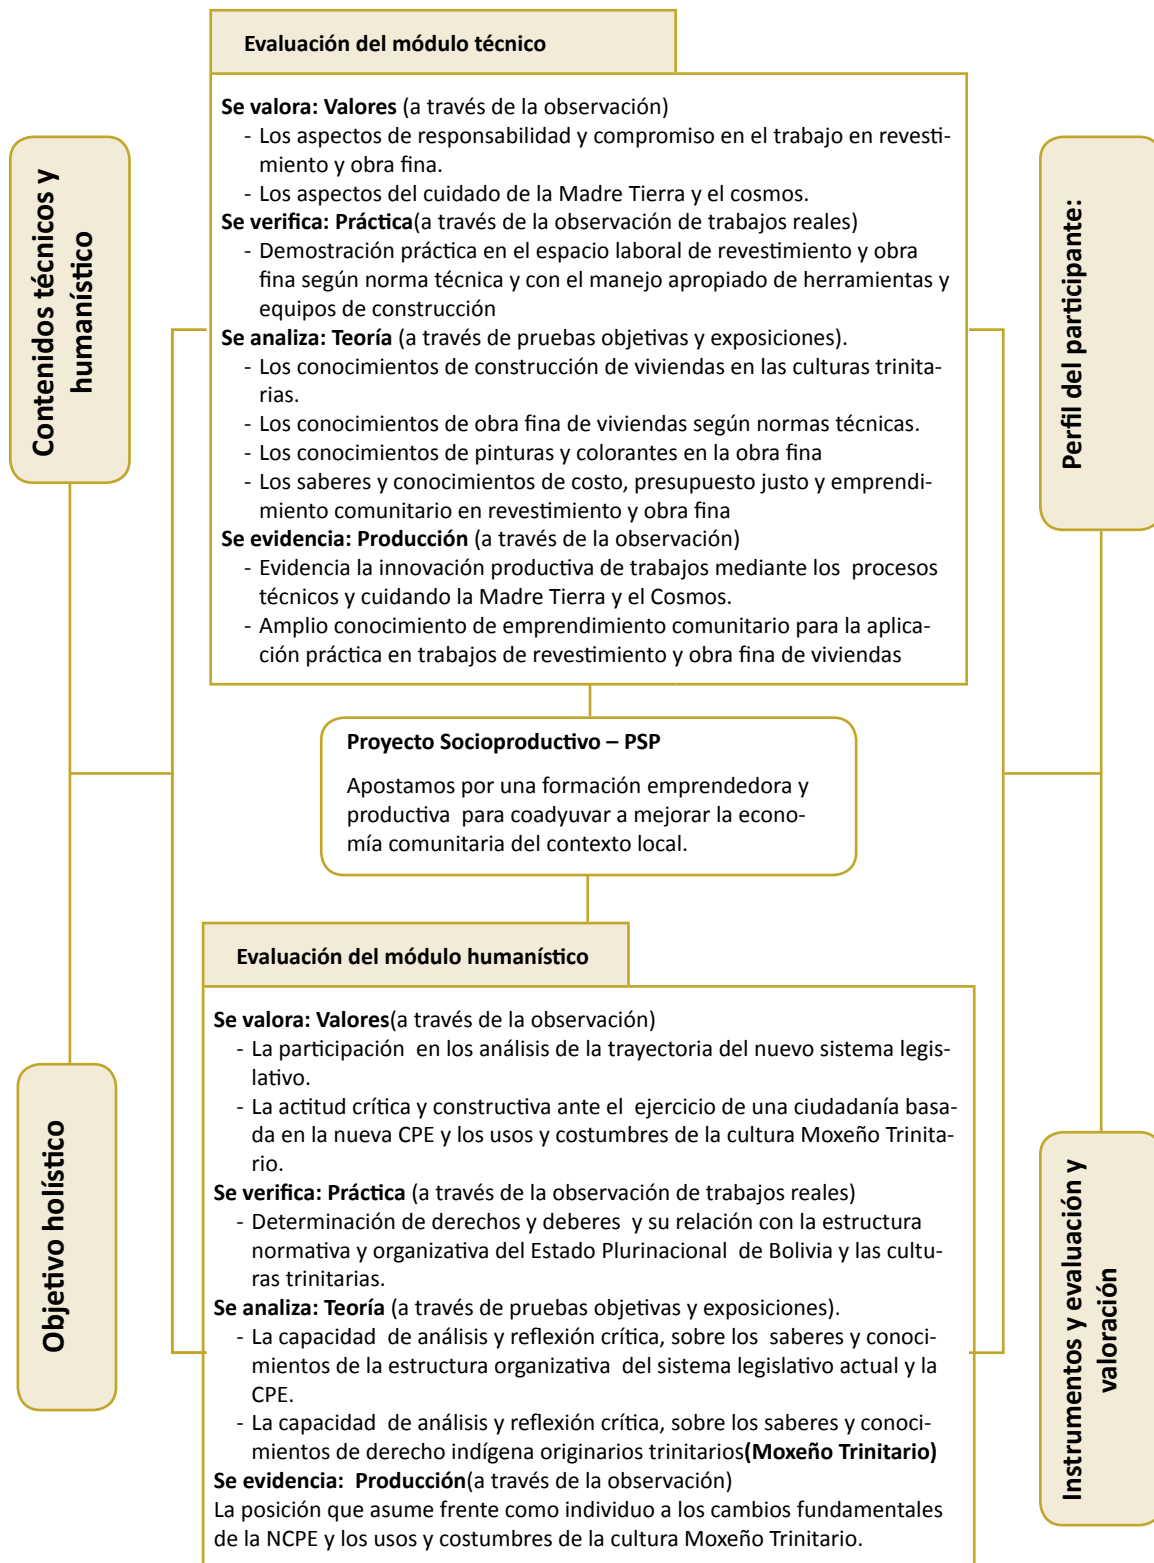 Evaluación del módulo técnico
Se valora: Valores (a través de la observación)
- Los aspectos de responsabilidad y compromiso en el trabajo en revesti-
miento y obra fina.
- Los aspectos del cuidado de la Madre Tierra y el cosmos.
Se verifica: Práctica(a través de la observación de trabajos reales)
- Demostración práctica en el espacio laboral de revestimiento y obra
fina según norma técnica y con el manejo apropiado de herramientas y
equipos de construcción
Se analiza: Teoría (a través de pruebas objetivas y exposiciones).
- Los conocimientos de construcción de viviendas en las culturas trinita-
rias.
- Los conocimientos de obra fina de viviendas según normas técnicas.
- Los conocimientos de pinturas y colorantes en la obra fina
- Los saberes y conocimientos de costo, presupuesto justo y emprendi-
miento comunitario en revestimiento y obra fina
Se evidencia: Producción (a través de la observación)
- Evidencia la innovación productiva de trabajos mediante los procesos
técnicos y cuidando la Madre Tierra y el Cosmos.
- Amplio conocimiento de emprendimiento comunitario para la aplica-
ción práctica en trabajos de revestimiento y obra fina de viviendas
Contenidos técnicos y
humanístico
Perfil del participante:
Proyecto Socioproductivo – PSP
Apostamos por una formación emprendedora y
productiva para coadyuvar a mejorar la econo-
mía comunitaria del contexto local.
Evaluación del módulo humanístico
Se valora: Valores(a través de la observación)
- La participación en los análisis de la trayectoria del nuevo sistema legis-
lativo.
- La actitud crítica y constructiva ante el ejercicio de una ciudadanía basa-
da en la nueva CPE y los usos y costumbres de la cultura Moxeño Trinita-
rio.
Se verifica: Práctica (a través de la observación de trabajos reales)
- Determinación de derechos y deberes y su relación con la estructura
normativa y organizativa del Estado Plurinacional de Bolivia y las cultu-
ras trinitarias.
Se analiza: Teoría (a través de pruebas objetivas y exposiciones).
- La capacidad de análisis y reflexión crítica, sobre los saberes y conoci-
mientos de la estructura organizativa del sistema legislativo actual y la
CPE.
- La capacidad de análisis y reflexión crítica, sobre los saberes y conoci-
mientos de derecho indígena originarios trinitarios(Moxeño Trinitario)
Se evidencia: Producción(a través de la observación)
La posición que asume frente como individuo a los cambios fundamentales
de la NCPE y los usos y costumbres de la cultura Moxeño Trinitario.
Objetivo holístico
Instrumentos y evaluación y
valoración